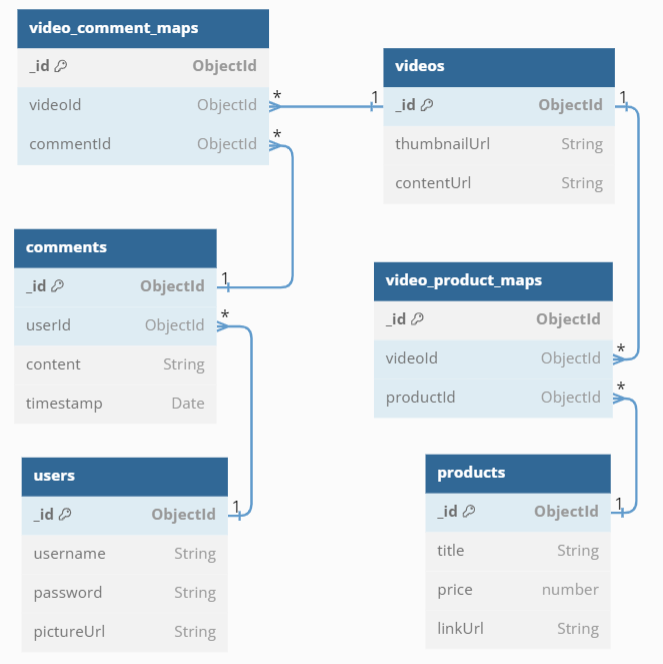 video_comment_maps
_id ObjectId
videoId ObjectId
commentId ObjectId
* 1
*
videos
_id ObjectId
thumbnailUrl String
contentUrl String
1
comments
_id ObjectId
userId ObjectId
content String
timestamp Date
1
*
video_product_maps
_id ObjectId
videoId ObjectId
productId ObjectId
*
*
users
_id ObjectId
username String
password String
pictureUrl String
1
products
_id ObjectId
title String
price number
linkUrl String
1